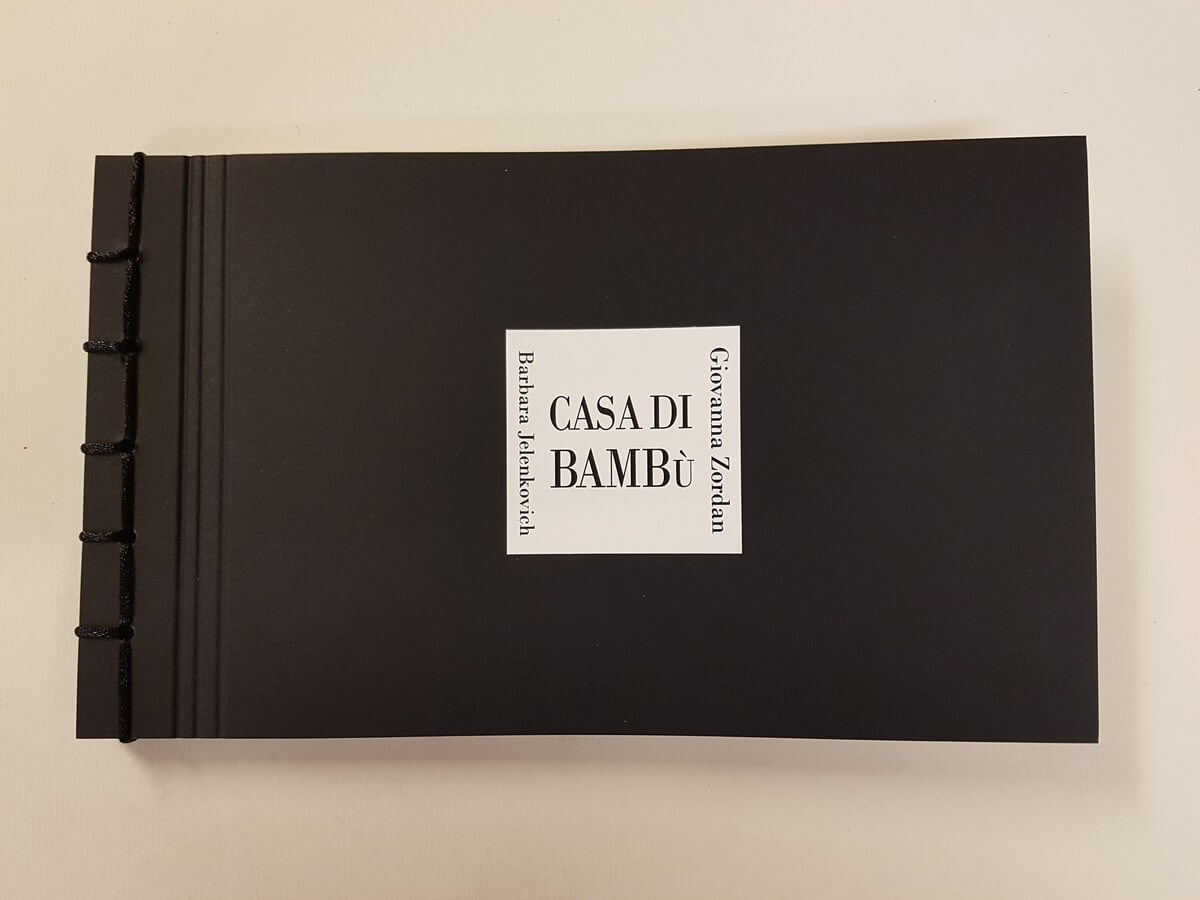 Giovanna Zordan
CASA DI
BAMBÙ
Barbara Jelenkovich